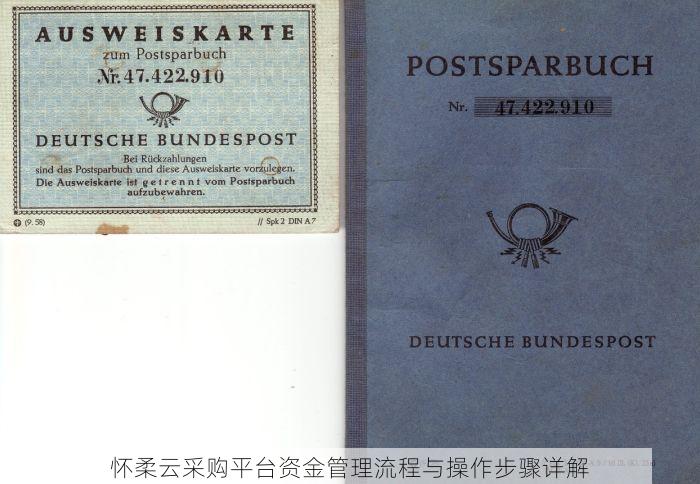 AUSWEISKARTE
zum Postsparbuch
Nr. 47.422.910
DEUTSCHE BUNDESPOST
Bei Rückzahlungen
sind das Postsparbuch und diese Ausweiskarte vorzulegen.
Die Ausweiskarte ist getrennt vom Postsparbuch
aufzubewahren.
(9.58)
// Spk 2 DIN A 7
POSTSPARBUCH
Nr. 47.422.910
DEUTSCHE BUNDESPOST
怀柔云采购平台资金管理流程与操作步骤详解